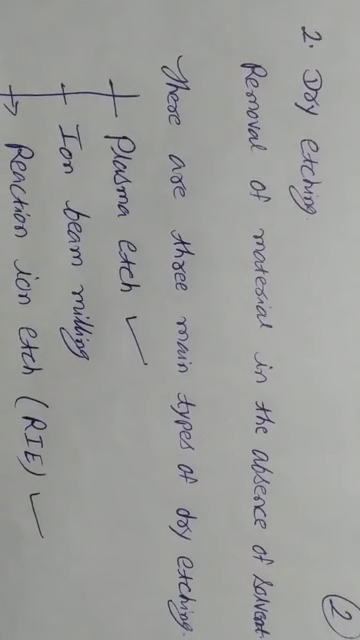 (2)
2. Dry etching.
Removal of material in the absence of solvent
There are three main types of dry etching.
Plasma etch ✓
Ion beam milling
Reaction ion etch (RIE) ✓